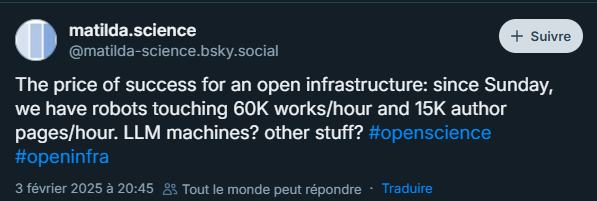 matilda.science
@matilda-science.bsky.social
+ Suivre
The price of success for an open infrastructure: since Sunday,
we have robots touching 60K works/hour and 15K author
pages/hour. LLM machines? other stuff? #openscience
#openinfra
3 février 2025 à 20:45 Tout le monde peut répondre · Traduire